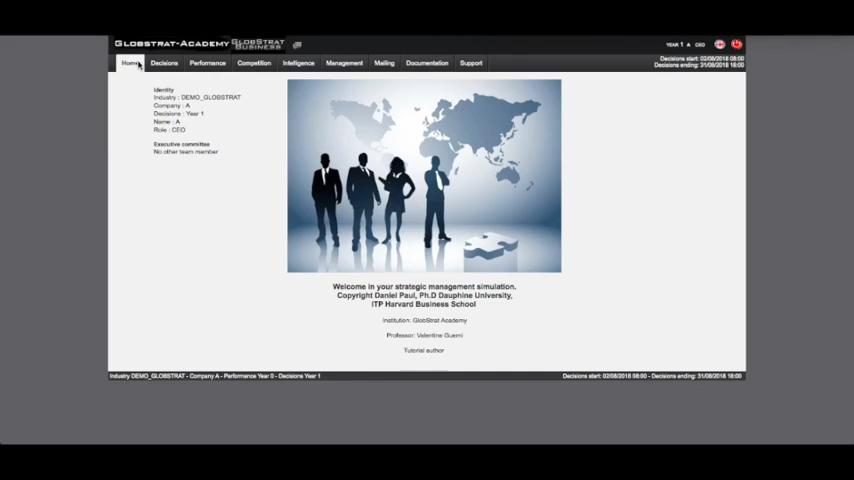 GLOBSTRAT-ACADEMY GLOBSTRAT BUSINESS
YEAR 1 A CEO
Home Decisions Performance Competition Intelligence Management Mailing Documentation Support
Decisions start: 02/08/2018 08:00
Decisions ending: 31/08/2018 18:00
Identity
Industry : DEMO_GLOBSTRAT
Company : A
Decisions : Year 1
Name : A
Role : CEO
Executive committee
No other team member
Welcome in your strategic management simulation.
Copyright Daniel Paul, Ph.D Dauphine University,
ITP Harvard Business School
Institution: GlobStrat Academy
Professor: Valentine Guerni
Tutorial author
Industry DEMO_GLOBSTRAT - Company A - Performance Year 0 - Decisions Year 1
Decisions start: 02/08/2018 08:00 - Decisions ending: 31/08/2018 18:00